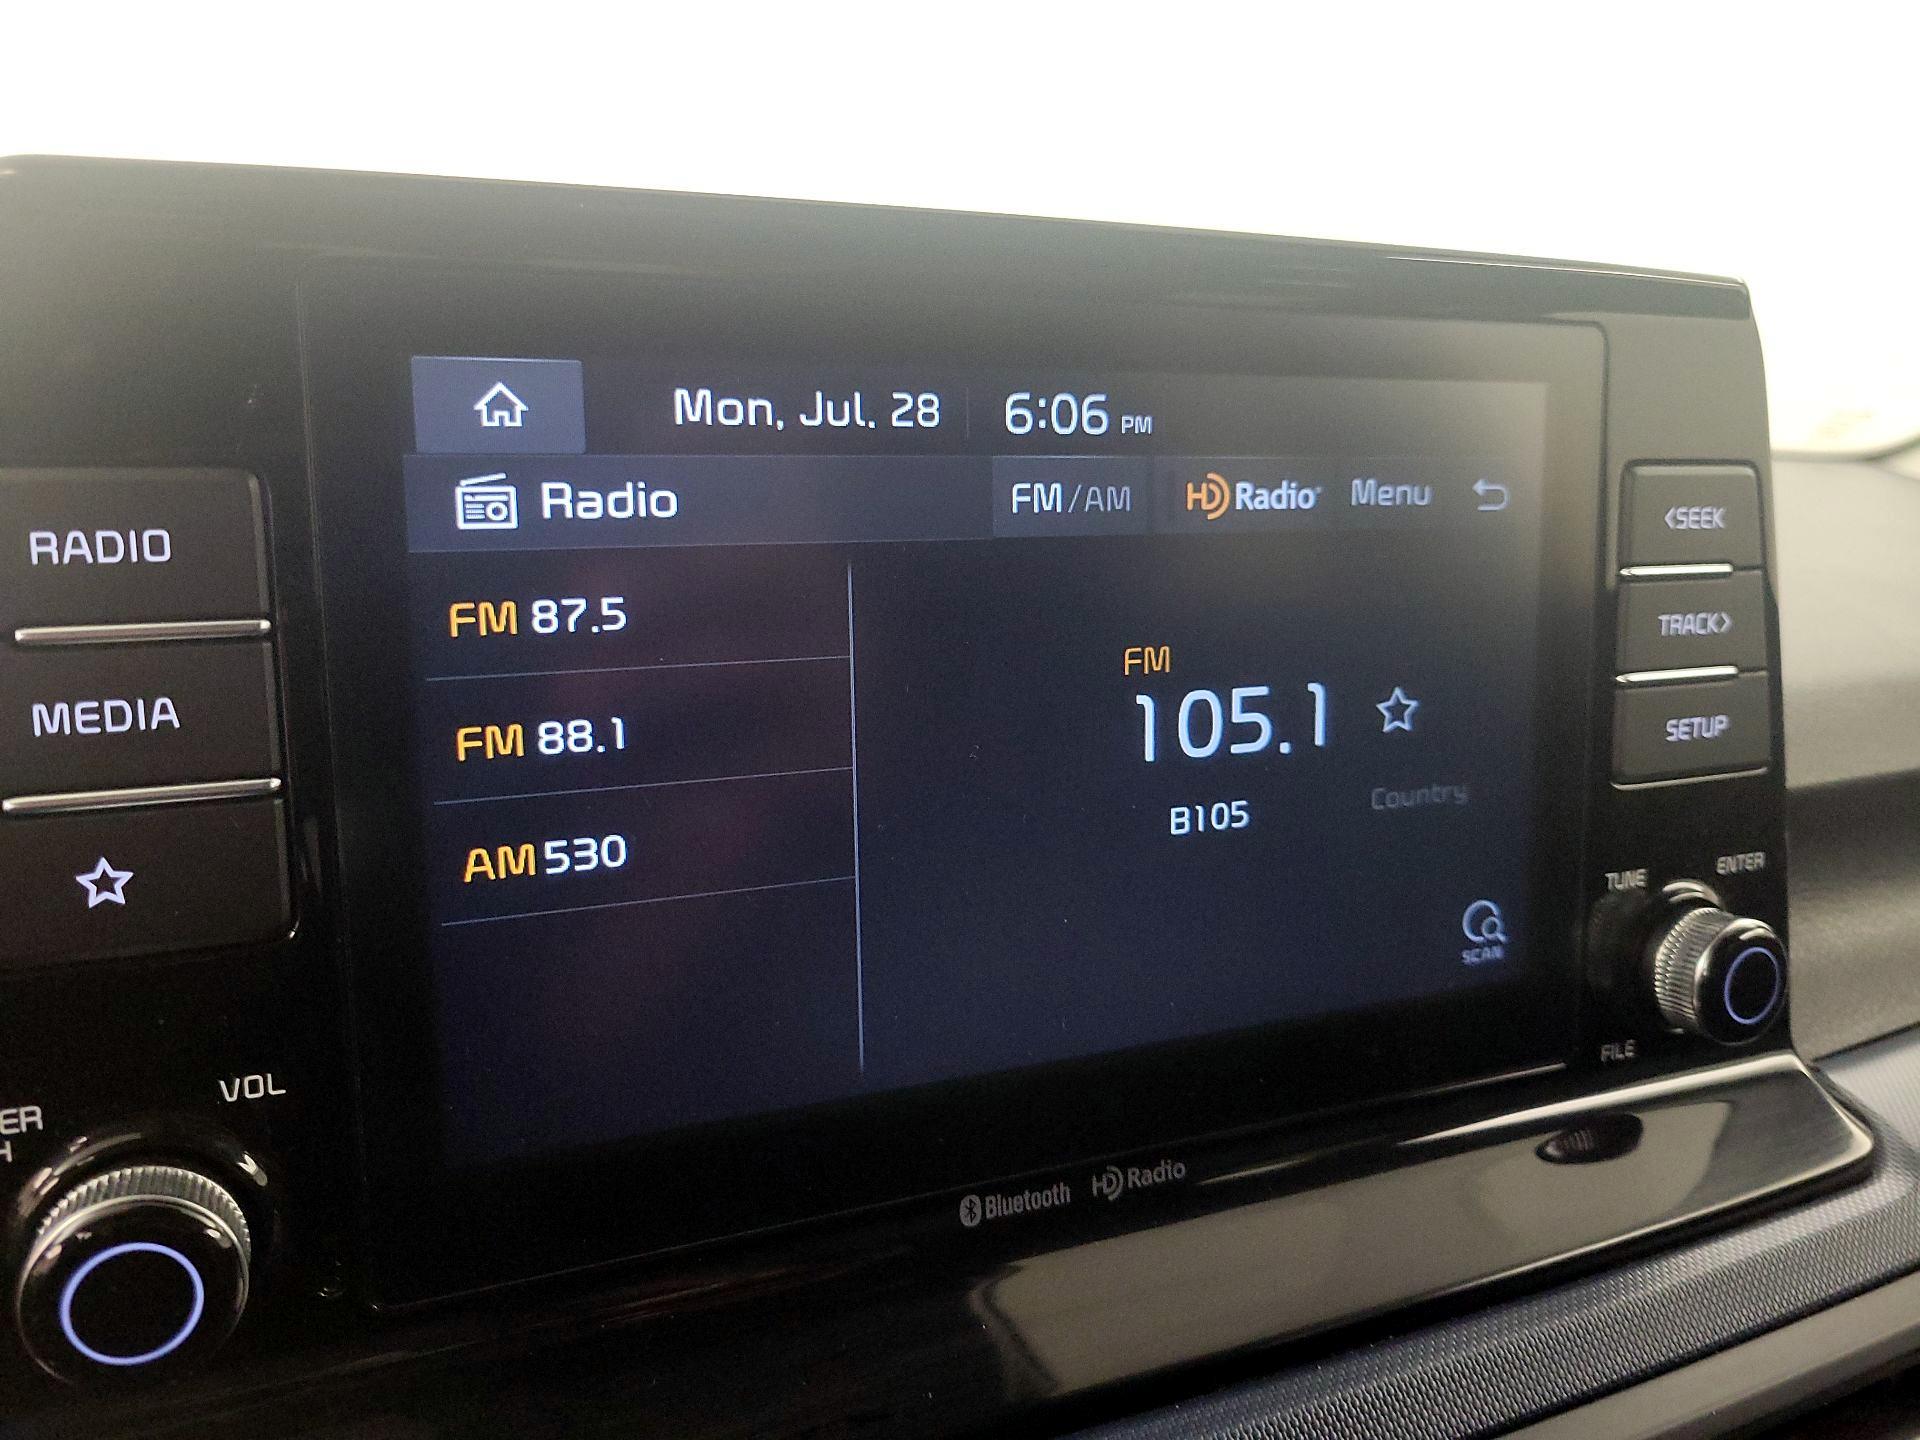 Mon, Jul. 28 6:06 PM
Radio FM/AM HD Radio Menu
RADIO
MEDIA
FM 87.5
FM 88.1
AM 530
FM
105.1
B105
Country
SCAN
<SEEK
TRACK>
SETUP
TUNE
ENTER
FILE
VOL
ER
H
Bluetooth HD Radio